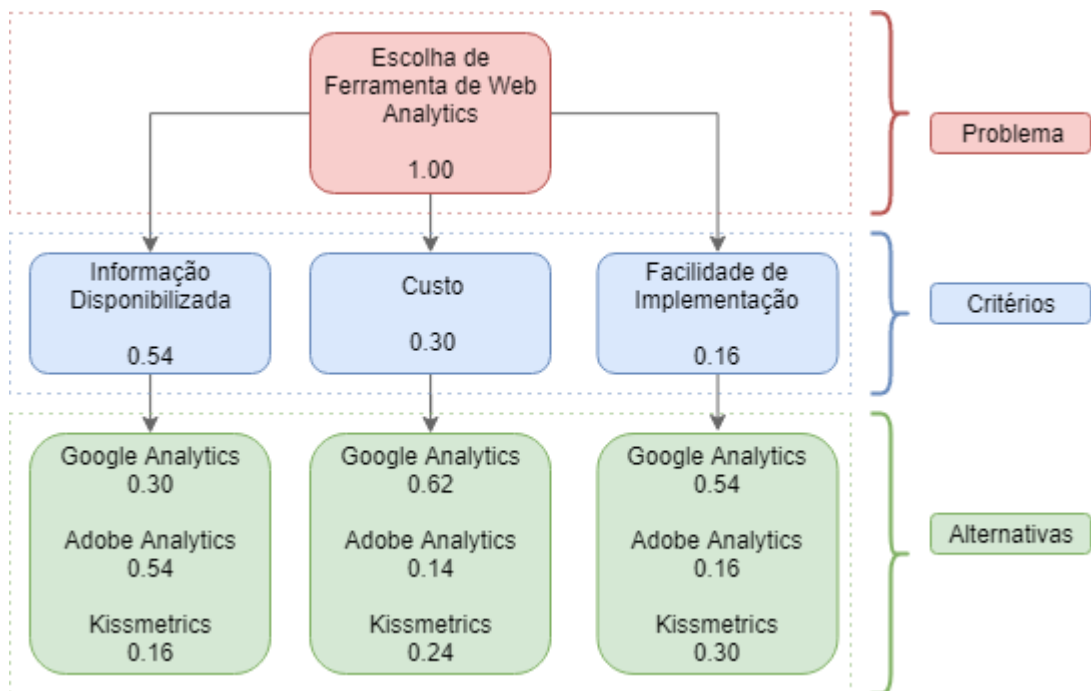 Escolha de
Ferramenta de Web
Analytics
1.00
Problema
Informação
Disponibilizada
0.54
Custo
0.30
Facilidade de
Implementação
0.16
Critérios
Google Analytics
0.30
Adobe Analytics
0.54
Kissmetrics
0.16
Google Analytics
0.62
Adobe Analytics
0.14
Kissmetrics
0.24
Google Analytics
0.54
Adobe Analytics
0.16
Kissmetrics
0.30
Alternativas